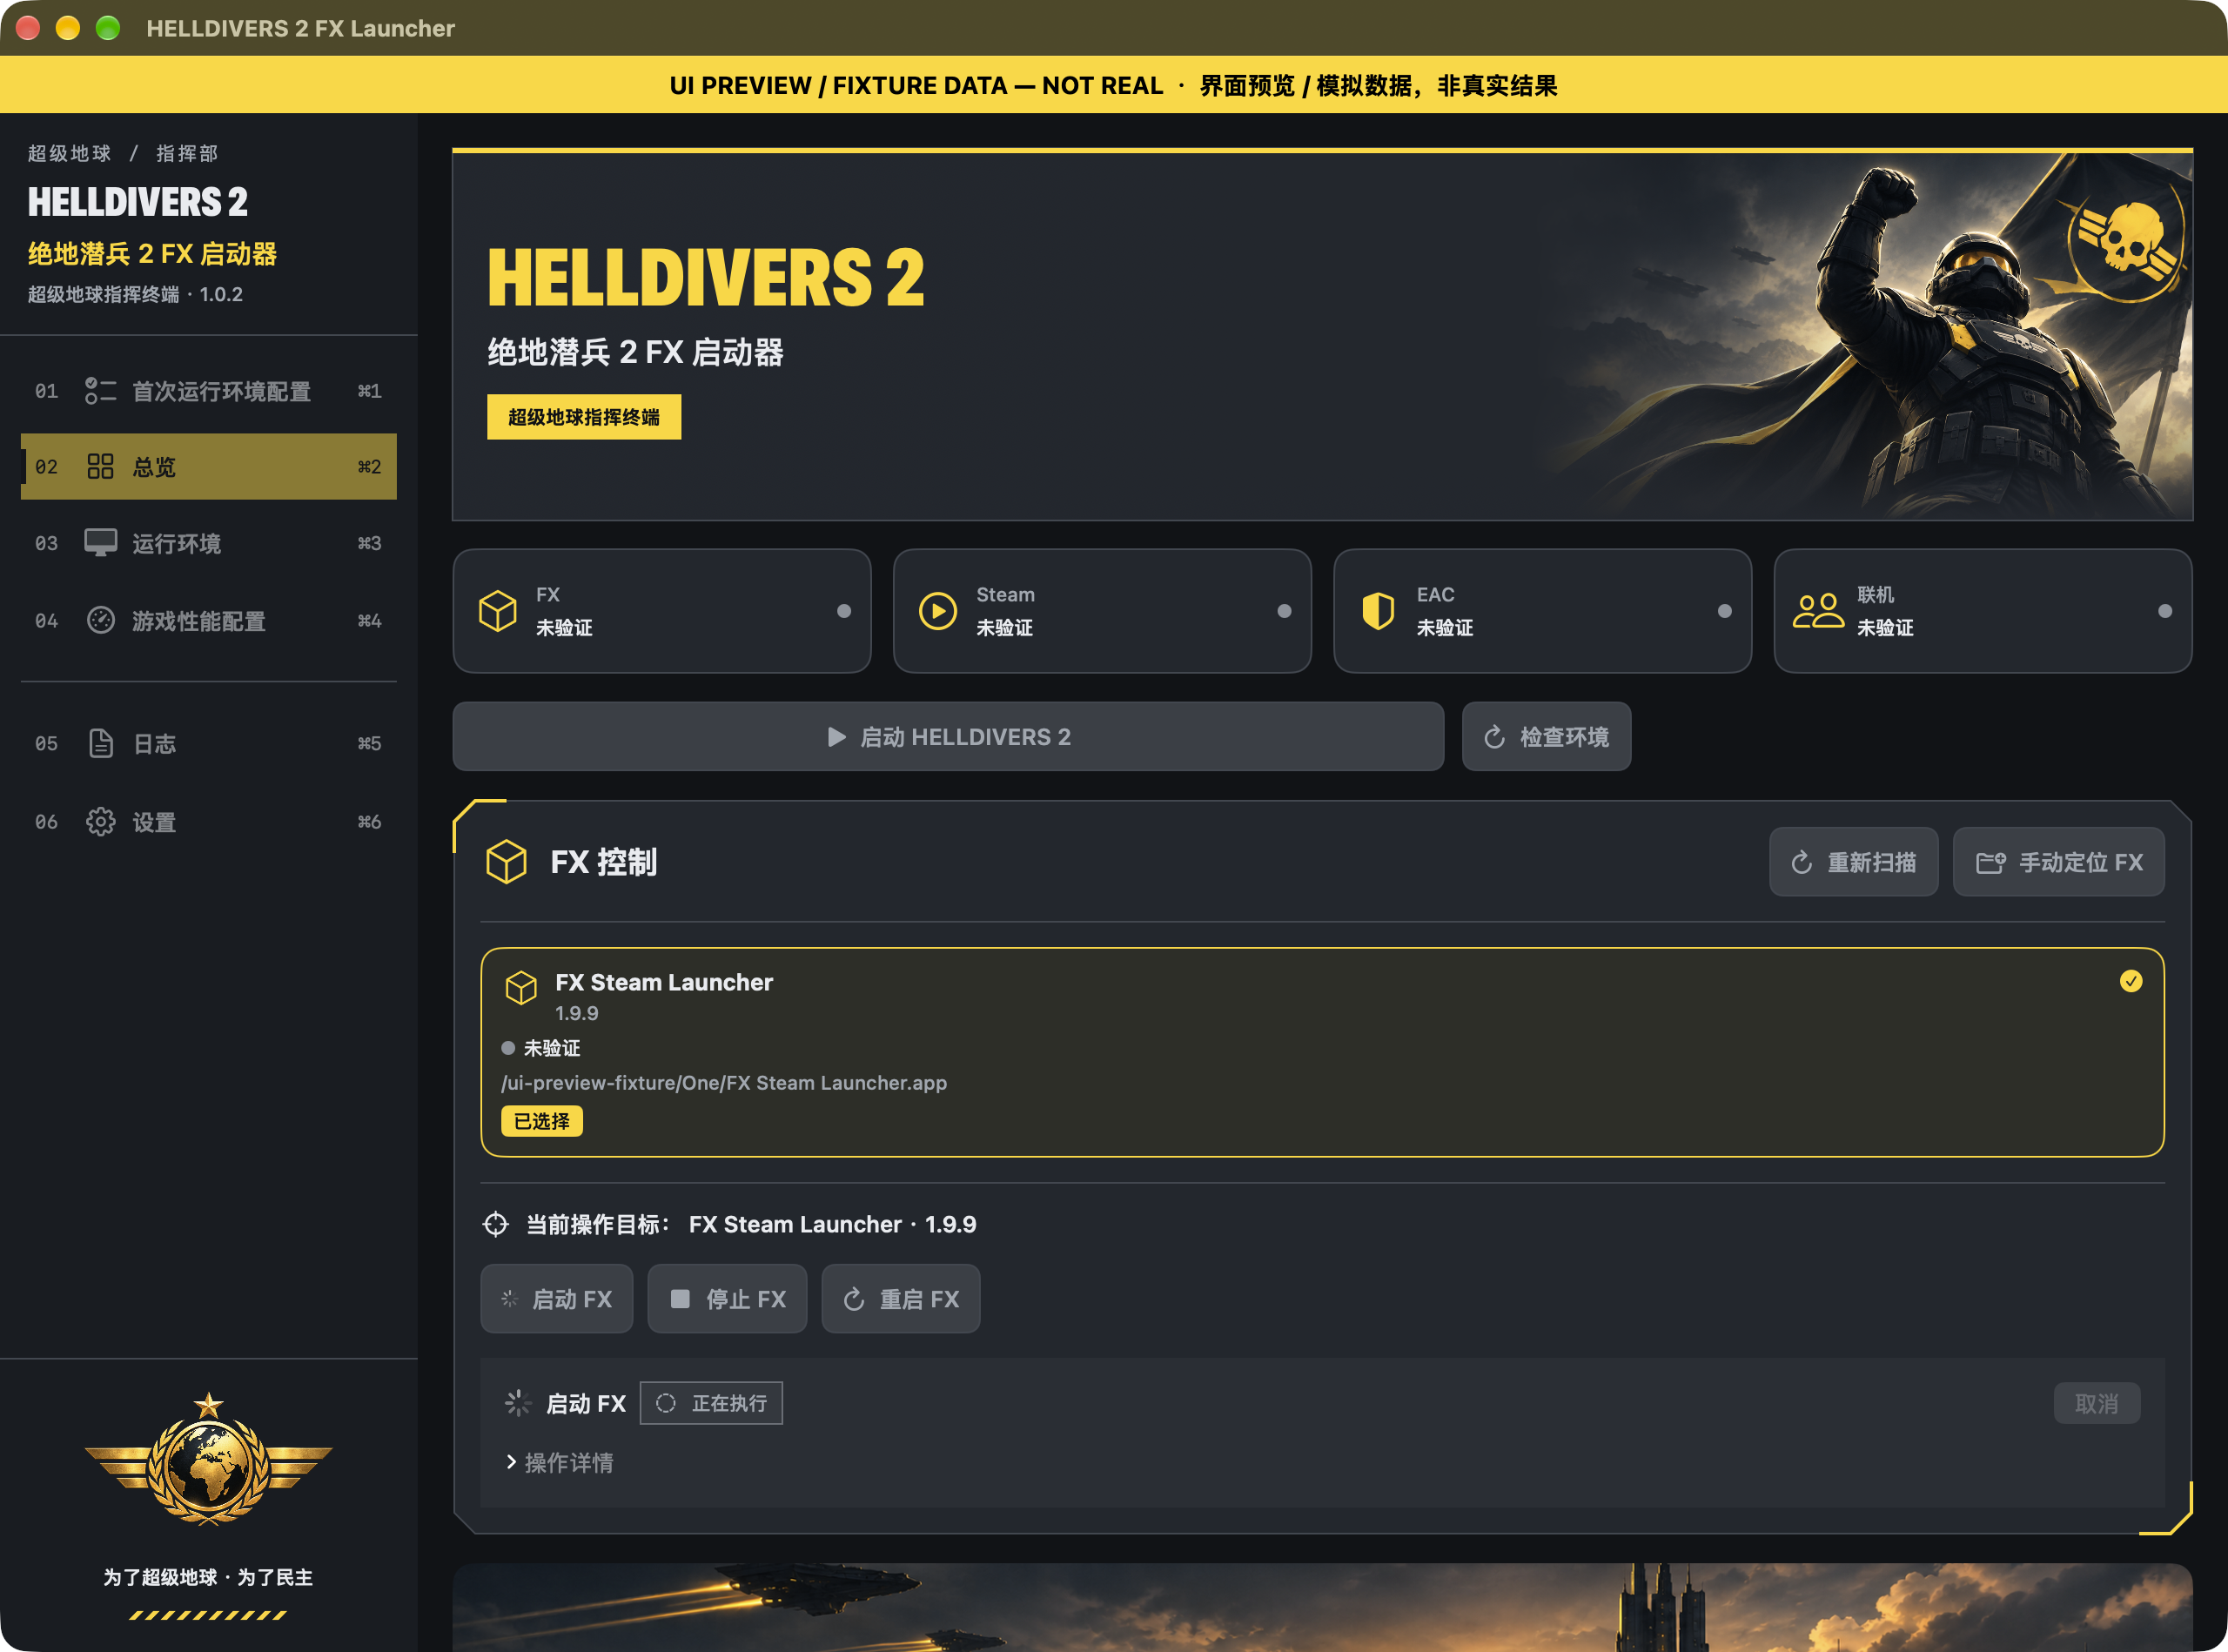 HELLDIVERS 2 FX Launcher
UI PREVIEW / FIXTURE DATA — NOT REAL · 界面预览 / 模拟数据，非真实结果
超级地球 / 指挥部
HELLDIVERS 2
绝地潜兵 2 FX 启动器
超级地球指挥终端 · 1.0.2
01 首次运行环境配置 ⌘1
02 总览 ⌘2
03 运行环境 ⌘3
04 游戏性能配置 ⌘4
05 日志 ⌘5
06 设置 ⌘6
为了超级地球 · 为了民主
HELLDIVERS 2
绝地潜兵 2 FX 启动器
超级地球指挥终端
FX
未验证
Steam
未验证
EAC
未验证
联机
未验证
启动 HELLDIVERS 2
检查环境
FX 控制
重新扫描
手动定位 FX
FX Steam Launcher
1.9.9
未验证
/ui-preview-fixture/One/FX Steam Launcher.app
已选择
当前操作目标： FX Steam Launcher · 1.9.9
启动 FX
停止 FX
重启 FX
启动 FX 正在执行
取消
操作详情